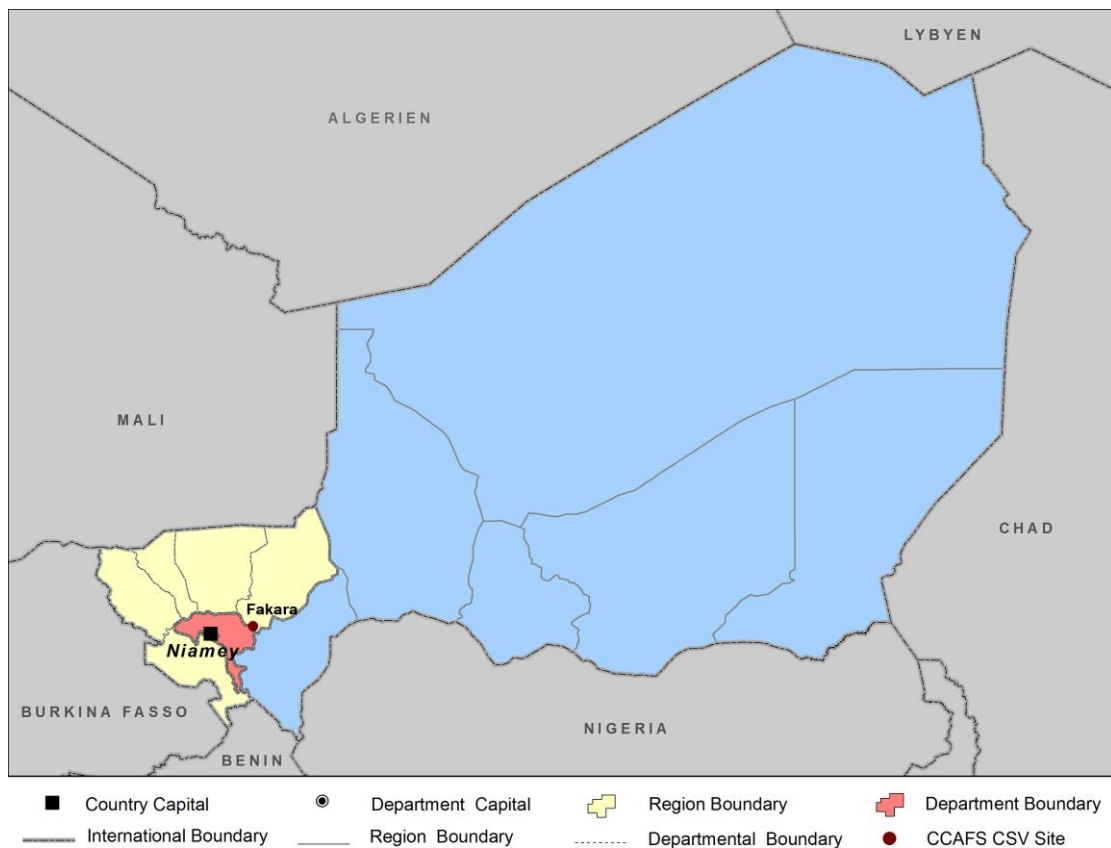 LYBYEN
ALGERIEN
MALI
CHAD
Fakara
Niamey
BURKINA FASSO
NIGERIA
BENIN
Country Capital
Department Capital
Region Boundary
Department Boundary
International Boundary
Region Boundary
Departmental Boundary
CCAFS CSV Site